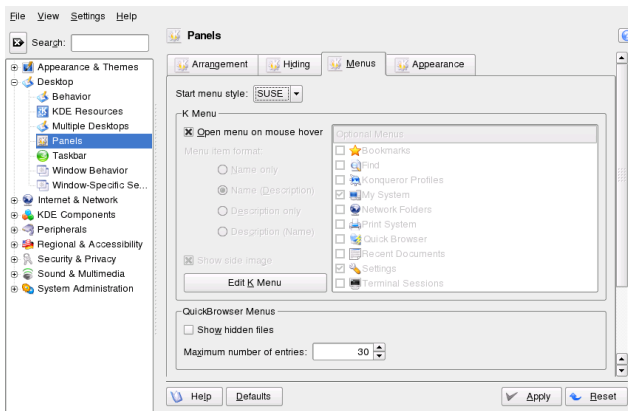 File View Settings Help
Search:
Appearance & Themes
Desktop
Behavior
KDE Resources
Multiple Desktops
Panels
Taskbar
Window Behavior
Window-Specific Se...
Internet & Network
KDE Components
Peripherals
Regional & Accessibility
Security & Privacy
Sound & Multimedia
System Administration
Panels
Arrangement Hiding Menus Appearance
Start menu style: SUSE
K Menu
Open menu on mouse hover
Menu item format:
Name only
Name (Description)
Description only
Description (Name)
Show side image
Edit K Menu
Optional Menus
Bookmarks
Find
Konqueror Profiles
My System
Network Folders
Print System
Quick Browser
Recent Documents
Settings
Terminal Sessions
QuickBrowser Menus
Show hidden files
Maximum number of entries: 30
Help Defaults Apply Reset